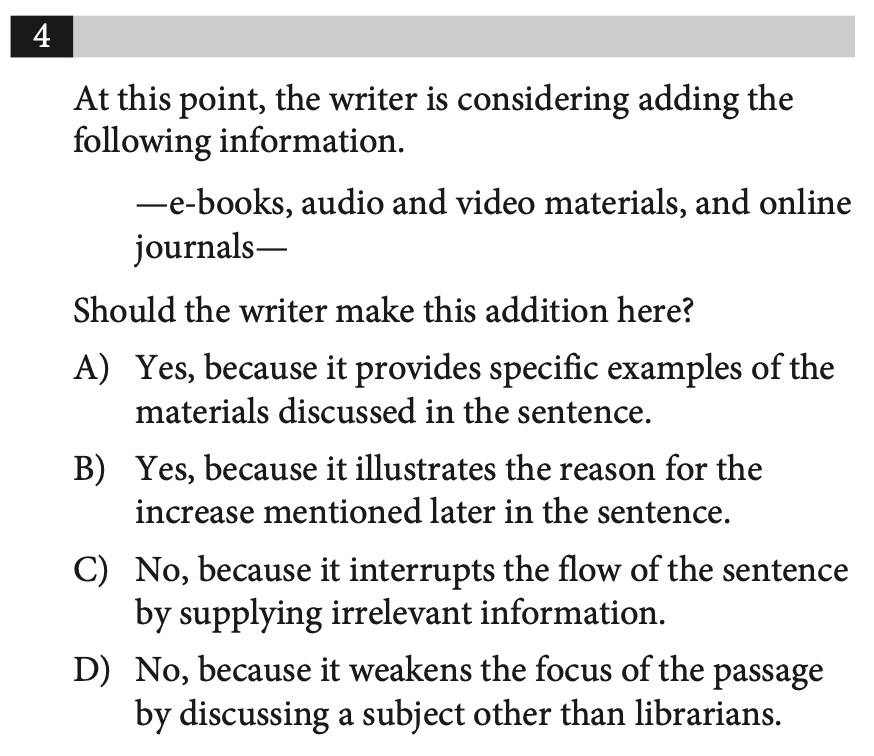 4
At this point, the writer is considering adding the
following information.
—e-books, audio and video materials, and online
journals—
Should the writer make this addition here?
A) Yes, because it provides specific examples of the
materials discussed in the sentence.
B) Yes, because it illustrates the reason for the
increase mentioned later in the sentence.
C) No, because it interrupts the flow of the sentence
by supplying irrelevant information.
D) No, because it weakens the focus of the passage
by discussing a subject other than librarians.